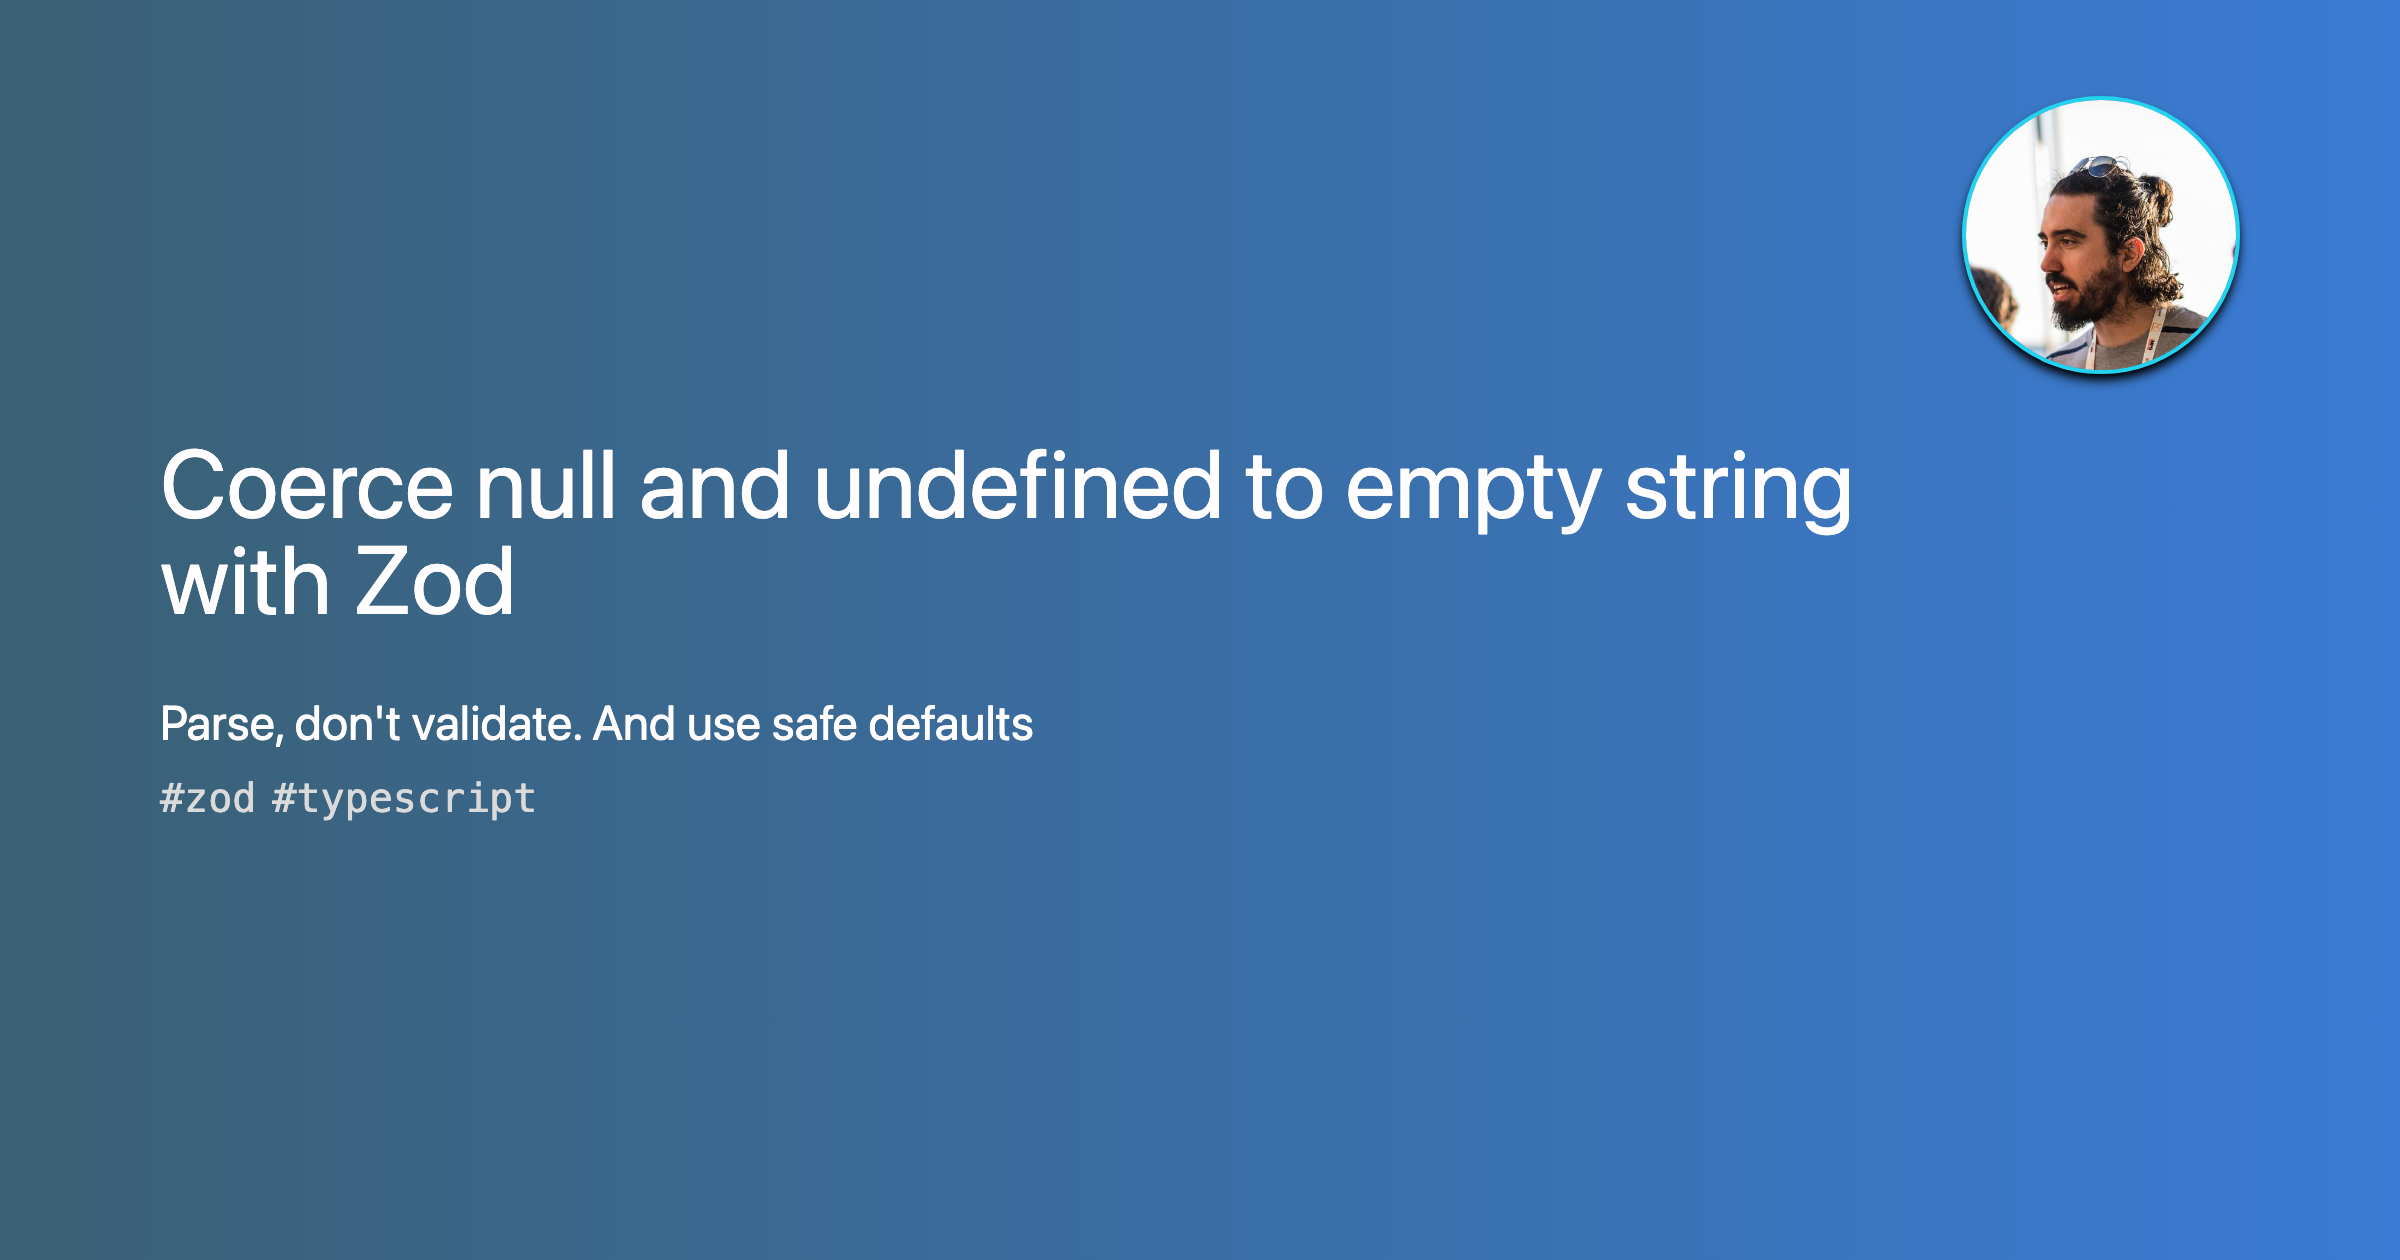 Coerce null and undefined to empty string
with Zod
Parse, don't validate. And use safe defaults
#zod #typescript